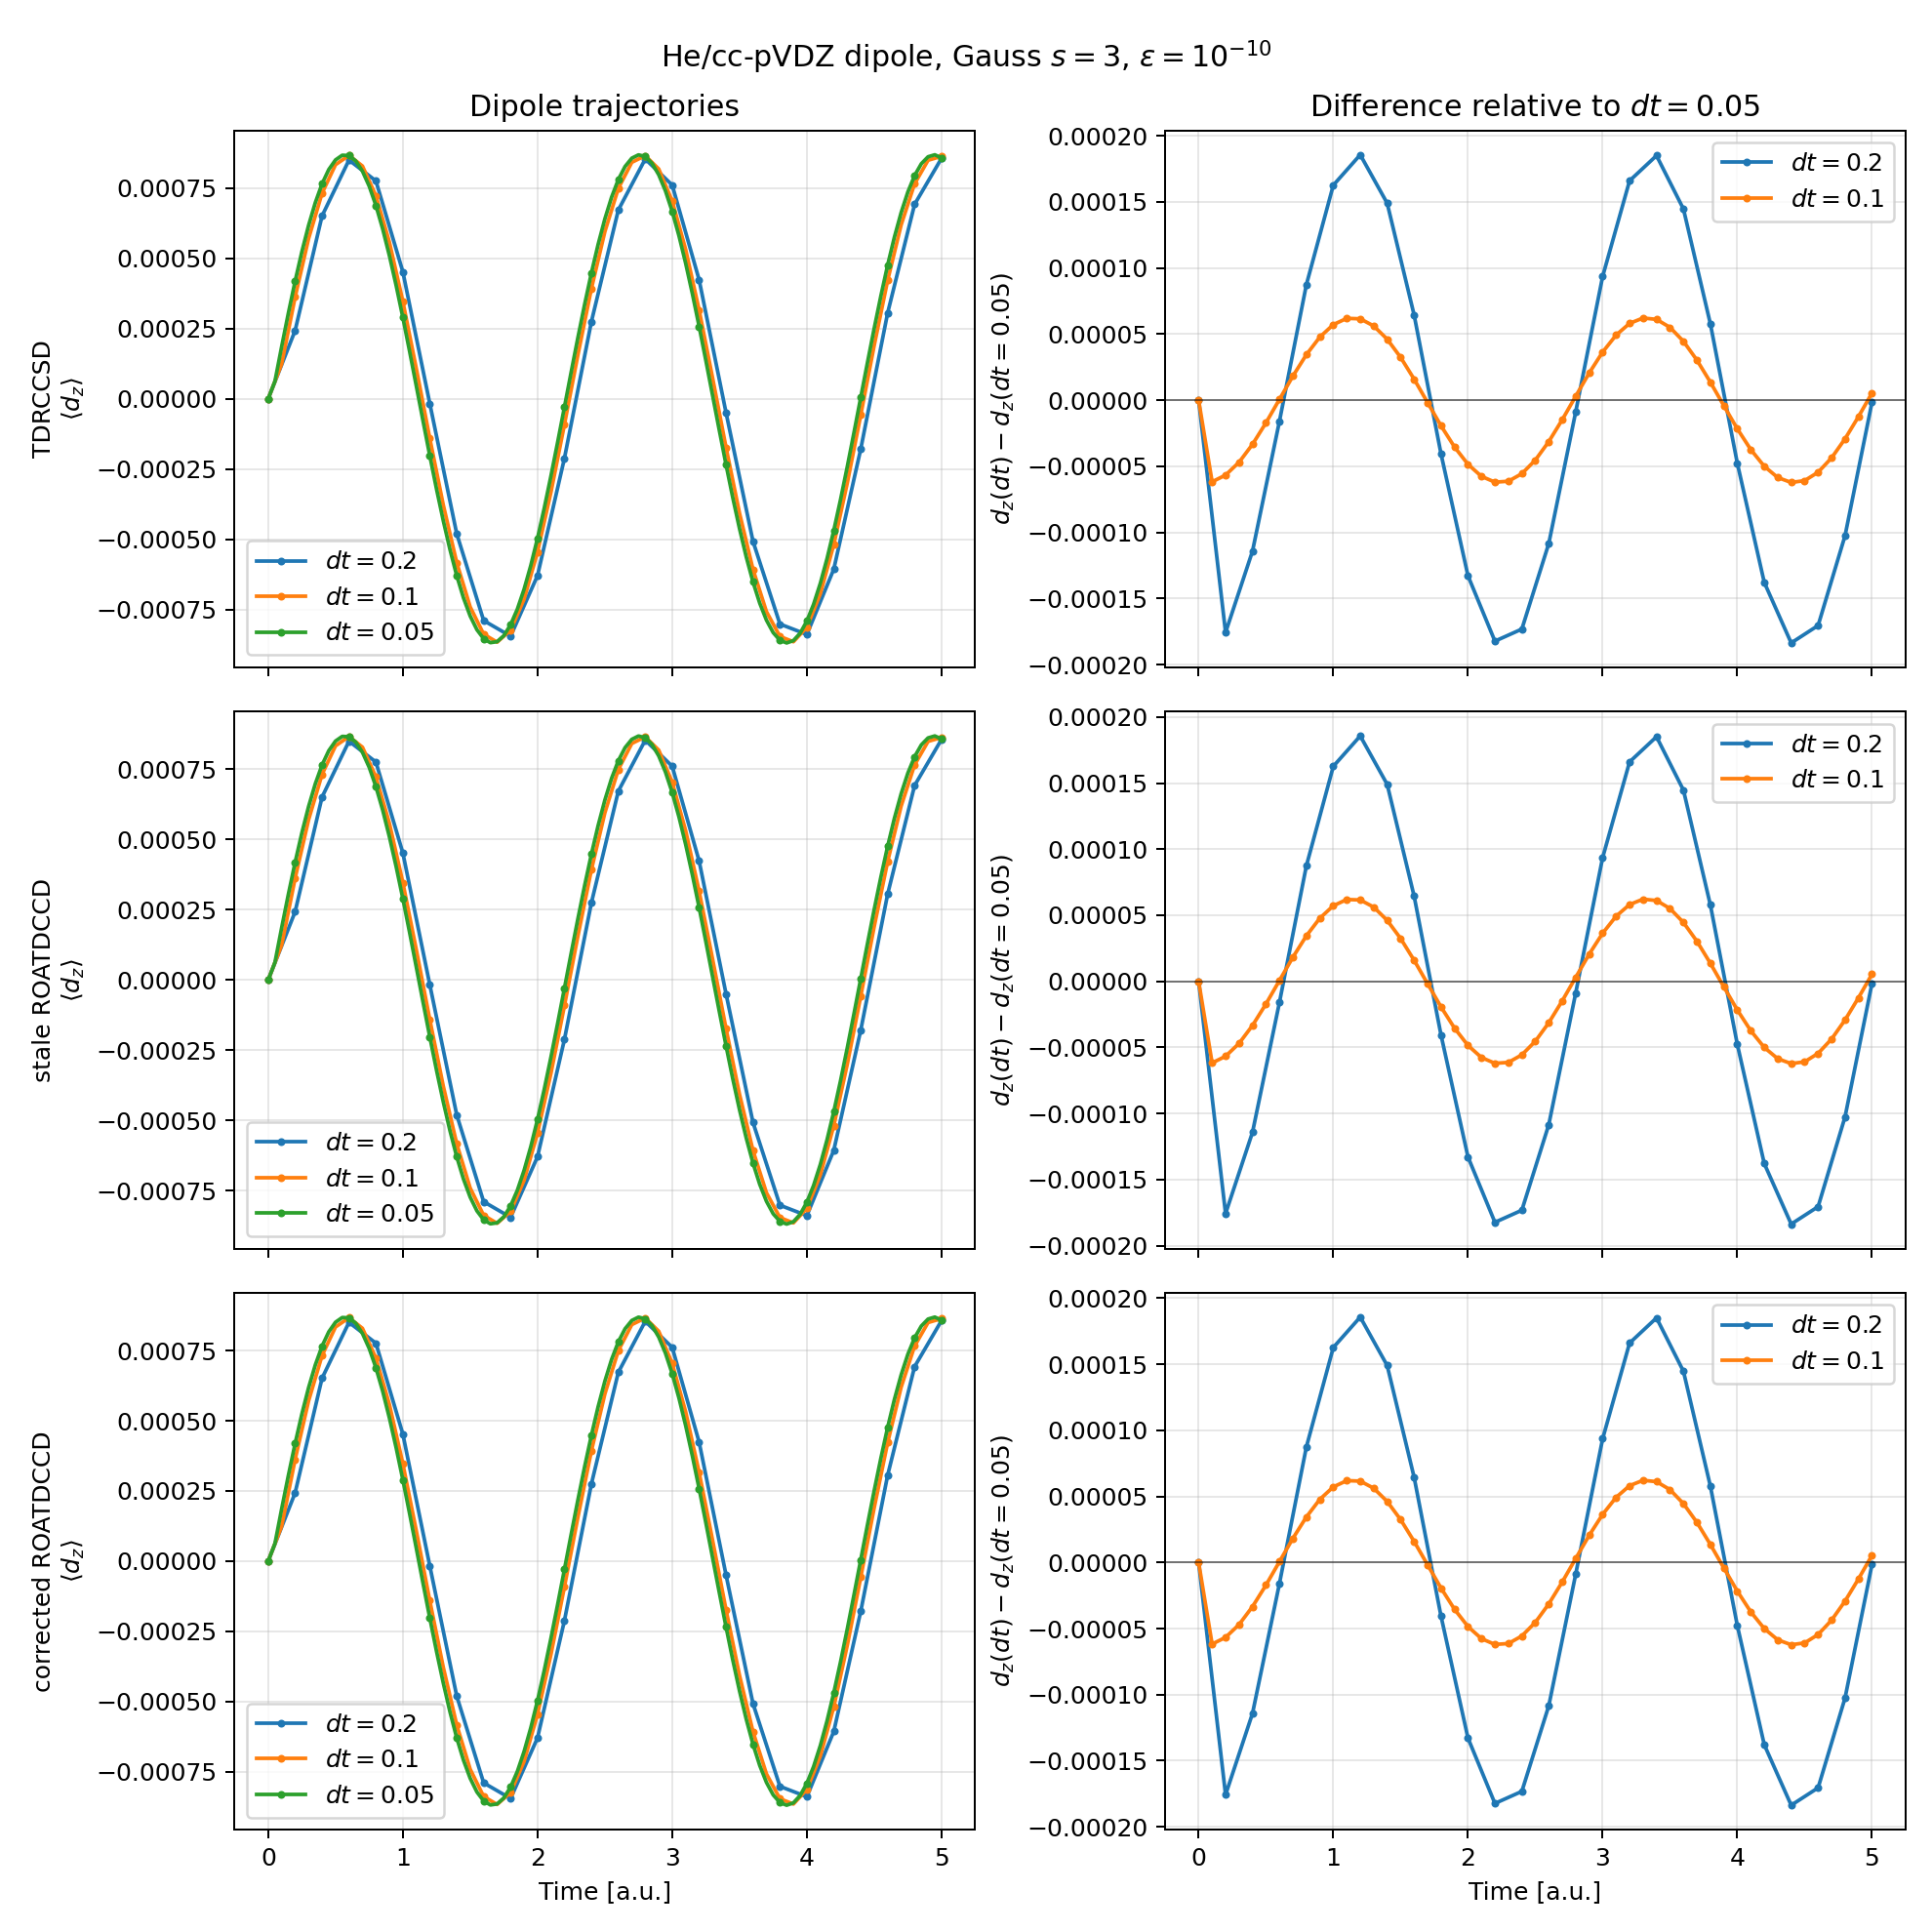 He/cc-pVDZ dipole, Gauss s = 3, ε = 10⁻¹⁰
Dipole trajectories
Difference relative to dt = 0.05
TDRCCSD
⟨d_z⟩
0.00075
0.00050
0.00025
0.00000
−0.00025
−0.00050
−0.00075
dt = 0.2
dt = 0.1
dt = 0.05
d_z(dt) − d_z(dt = 0.05)
0.00020
0.00015
0.00010
0.00005
0.00000
−0.00005
−0.00010
−0.00015
−0.00020
dt = 0.2
dt = 0.1
stale ROATDCCD
⟨d_z⟩
0.00075
0.00050
0.00025
0.00000
−0.00025
−0.00050
−0.00075
dt = 0.2
dt = 0.1
dt = 0.05
d_z(dt) − d_z(dt = 0.05)
0.00020
0.00015
0.00010
0.00005
0.00000
−0.00005
−0.00010
−0.00015
−0.00020
dt = 0.2
dt = 0.1
corrected ROATDCCD
⟨d_z⟩
0.00075
0.00050
0.00025
0.00000
−0.00025
−0.00050
−0.00075
dt = 0.2
dt = 0.1
dt = 0.05
0 1 2 3 4 5
Time [a.u.]
d_z(dt) − d_z(dt = 0.05)
0.00020
0.00015
0.00010
0.00005
0.00000
−0.00005
−0.00010
−0.00015
−0.00020
dt = 0.2
dt = 0.1
0 1 2 3 4 5
Time [a.u.]